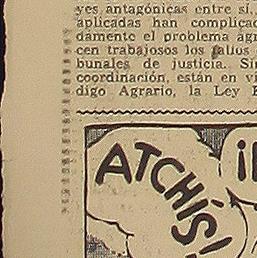 yes antagónicas entre sí,
aplicadas han complicad
damente el problema agr
cen trabajosos los fallos
bunales de justicia. Sin
coordinación, están en vi
digo Agrario, la Ley F
ATCHÌS!
¡